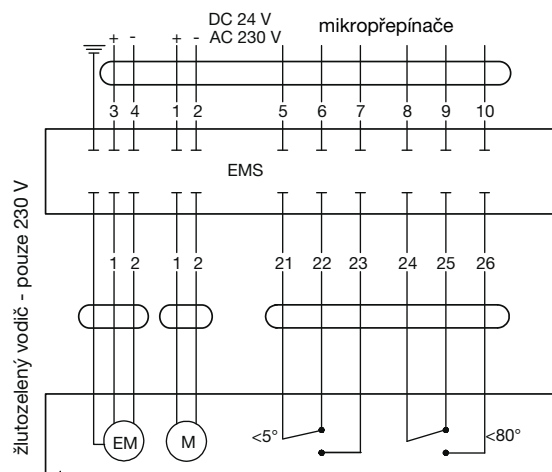 DC 24 V
mikropřepínače
+ - + - AC 230 V
3 4 1 2 5 6 7 8 9 10
EMS
žlutozelený vodič - pouze 230 V
1 2 1 2 21 22 23 24 25 26
EM M <5° <80°